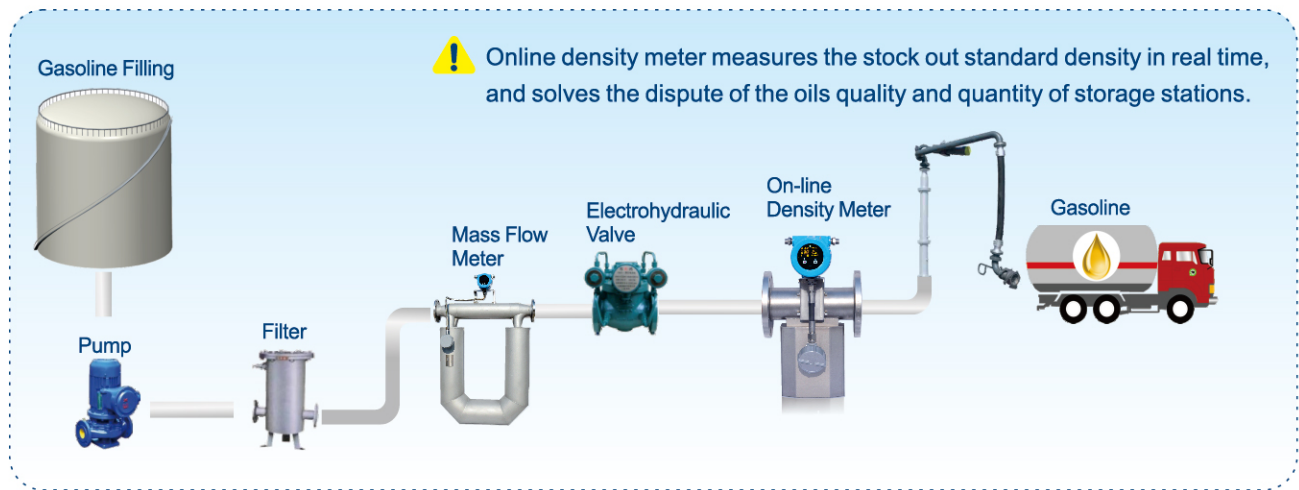 Gasoline Filling
Online density meter measures the stock out standard density in real time,
and solves the dispute of the oils quality and quantity of storage stations.
Pump
Filter
Mass Flow
Meter
Electrohydraulic
Valve
On-line
Density Meter
Gasoline